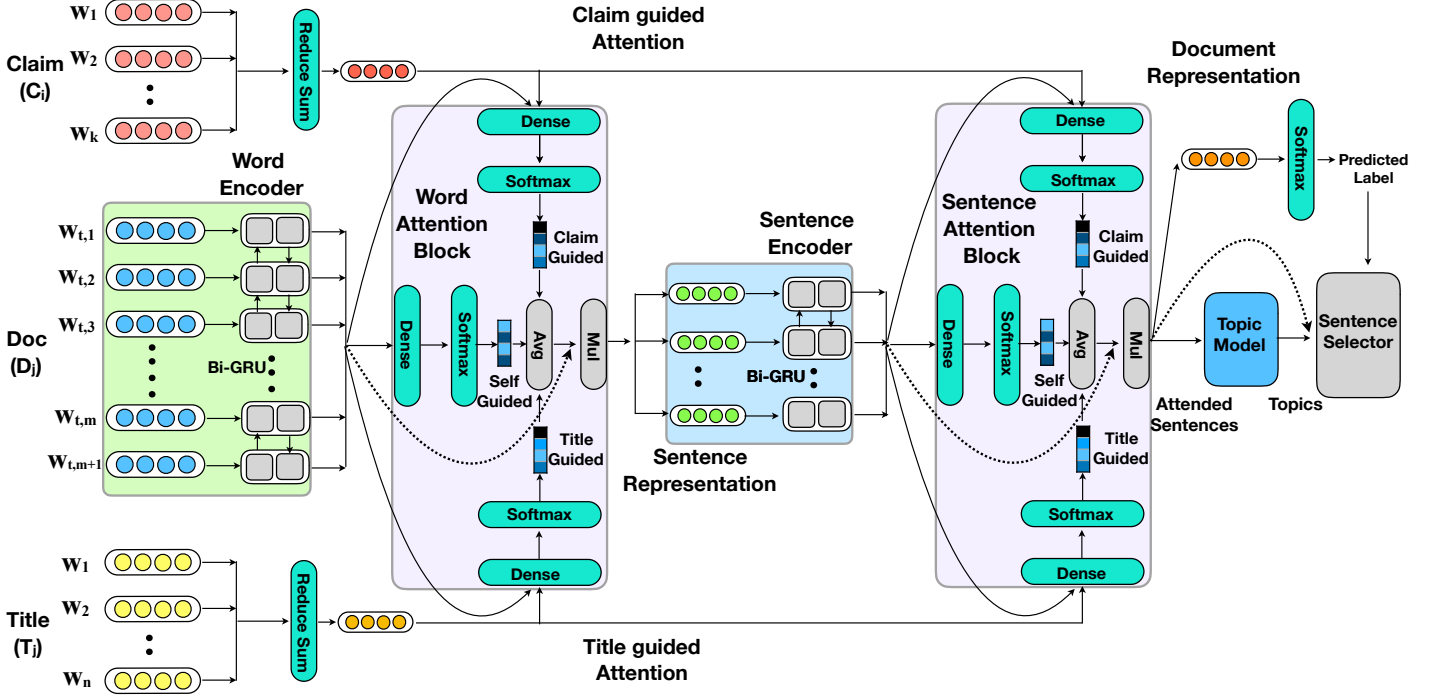 Claim
(Cᵢ)
w₁
w₂
wₖ
Reduce Sum
Claim guided
Attention
Word
Encoder
Doc
(Dⱼ)
wₜ,₁
wₜ,₂
wₜ,₃
wₜ,ₘ
wₜ,ₘ₊₁
Bi-GRU
Title
(Tⱼ)
w₁
w₂
wₙ
Reduce Sum
Title guided
Attention
Word
Attention
Block
Dense
Softmax
Claim
Guided
Dense
Softmax
Self
Guided
Avg
Mul
Title
Guided
Softmax
Dense
Sentence
Encoder
Bi-GRU
Sentence
Representation
Sentence
Attention
Block
Dense
Softmax
Claim
Guided
Dense
Softmax
Self
Guided
Avg
Mul
Title
Guided
Softmax
Dense
Document
Representation
Softmax
Predicted
Label
Attended
Sentences
Topic
Model
Topics
Sentence
Selector